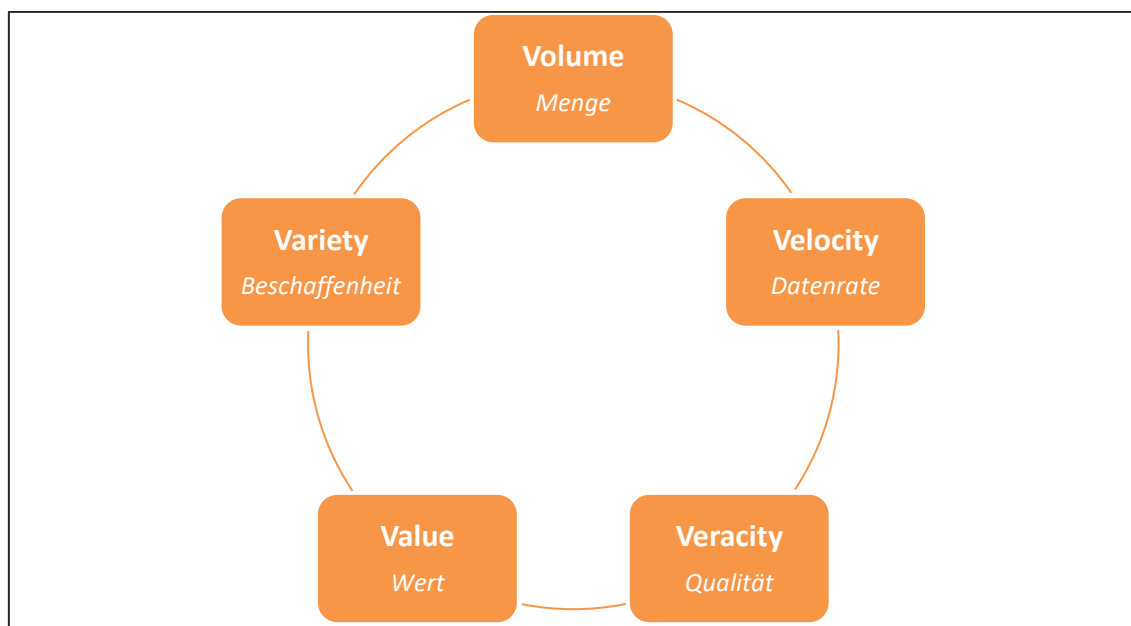 Volume
Menge
Variety
Beschaffenheit
Velocity
Datenrate
Value
Wert
Veracity
Qualität